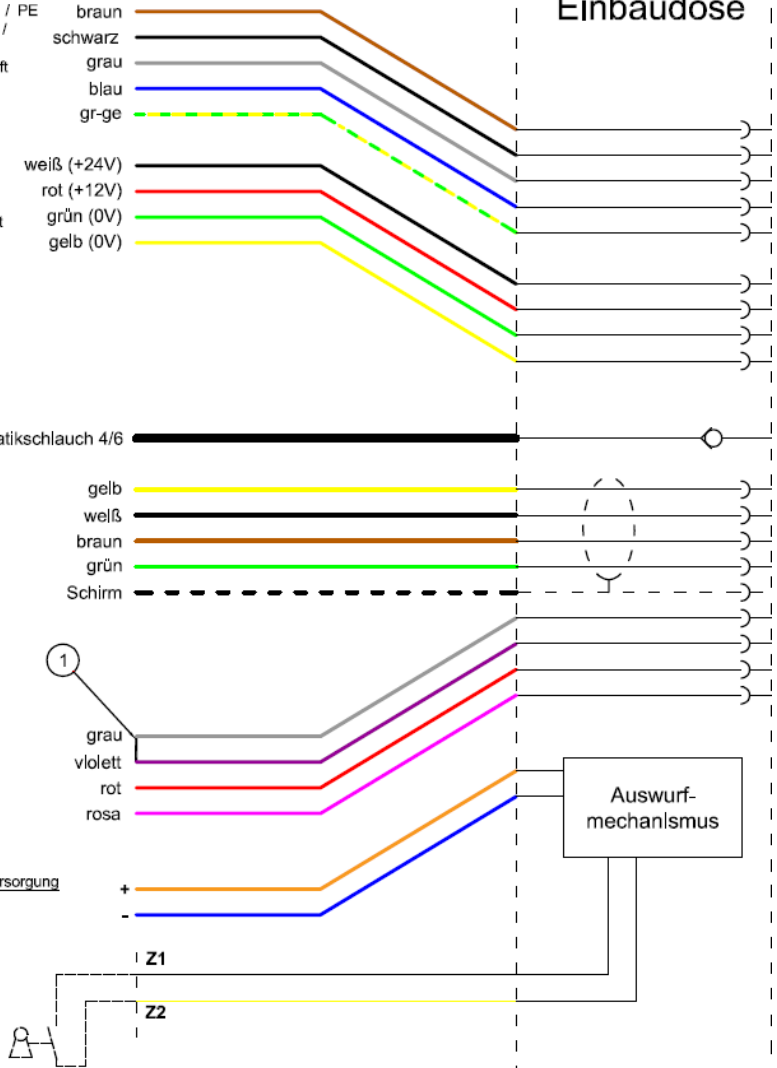 / PE
Einbaudose
braun
/
schwarz
ft
grau
blau
gr-ge
weiß (+24V)
rot (+12V)
t
grün (0V)
gelb (0V)
atikschlauch 4/6
gelb
weiß
braun
grün
Schirm
1
grau
violett
rot
rosa
Auswurf-
mechanismus
rsorgung
+
-
Z1
Z2